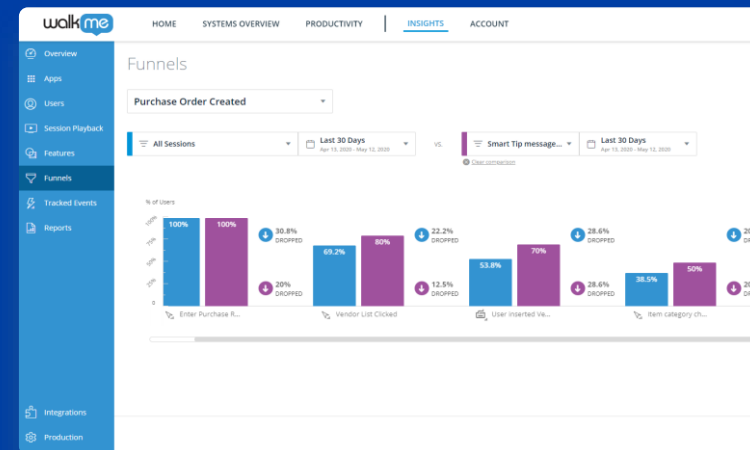 walkme
HOME SYSTEMS OVERVIEW PRODUCTIVITY INSIGHTS ACCOUNT
Overview
Apps
Users
Session Playback
Features
Funnels
Tracked Events
Reports
Integrations
Production
Funnels
Purchase Order Created
All Sessions
Last 30 Days
Apr 13, 2020 - May 12, 2020
vs.
Smart Tip message...
Last 30 Days
Apr 13, 2020 - May 12, 2020
Clear comparison
% of Users
100%
75%
50%
25%
0
100% 100%
30.8%
DROPPED
20%
DROPPED
Enter Purchase R...
69.2% 80%
22.2%
DROPPED
12.5%
DROPPED
Vendor List Clicked
53.8% 70%
28.6%
DROPPED
28.6%
DROPPED
User Inserted Ve...
38.5% 50%
Item category ch...